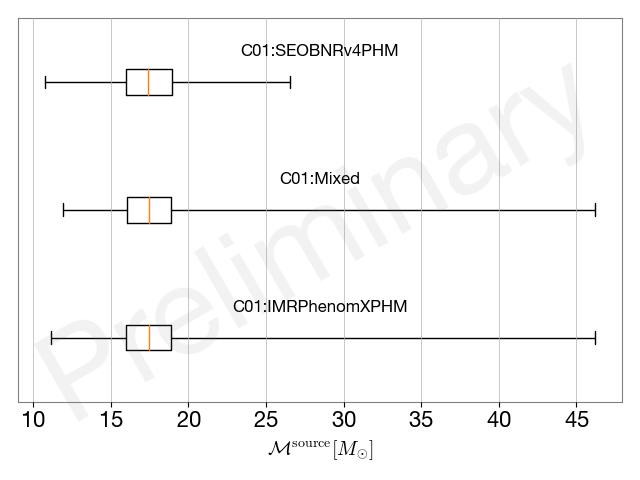 C01:SEOBNRv4PHM
C01:Mixed
C01:IMRPhenomXPHM
Preliminary
10 15 20 25 30 35 40 45
ℳ^source [M_⊙]